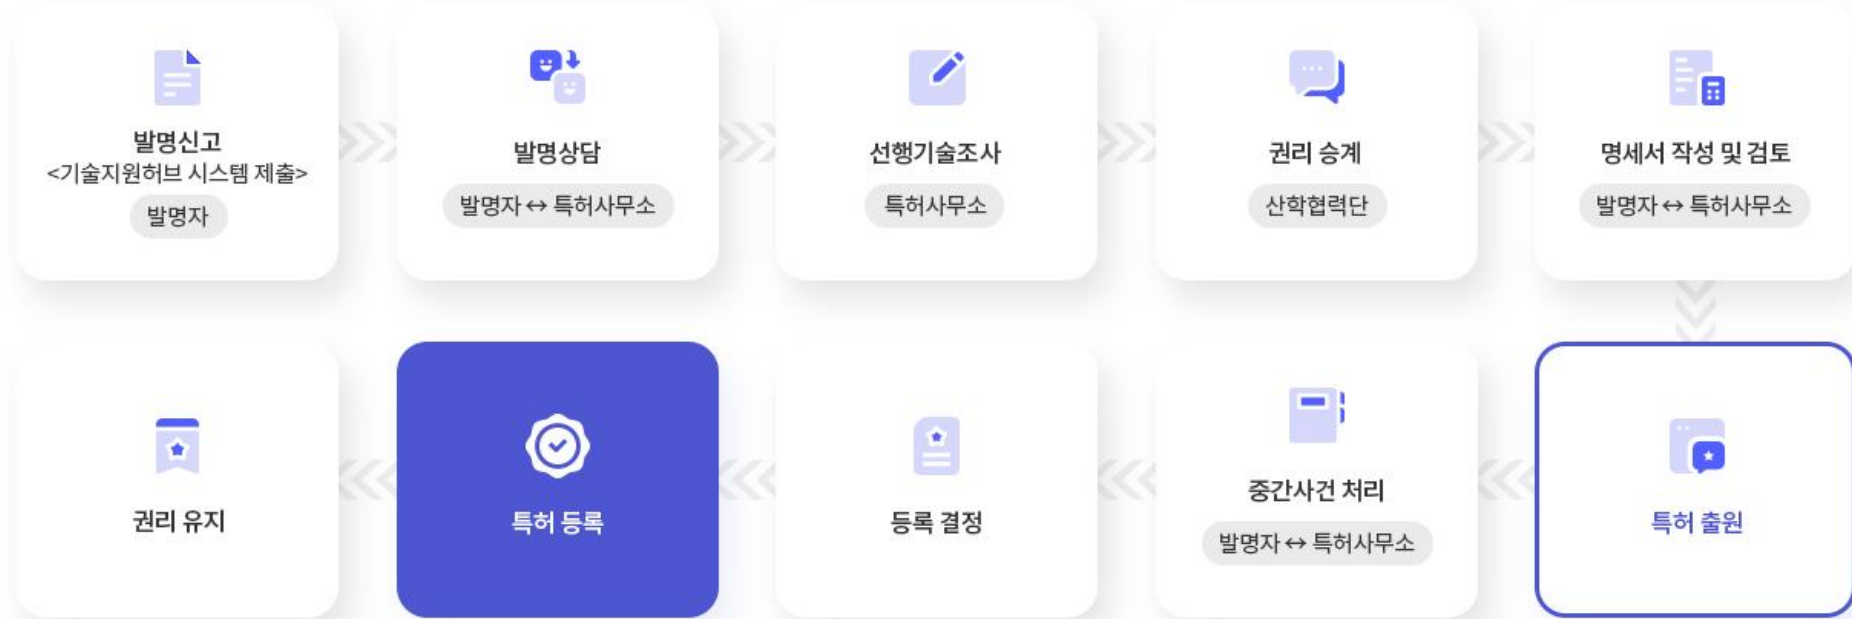 발명신고
<기술지원허브 시스템 제출>
발명자
발명상담
발명자 ↔ 특허사무소
선행기술조사
특허사무소
권리 승계
산학협력단
명세서 작성 및 검토
발명자 ↔ 특허사무소
특허 출원
중간사건 처리
발명자 ↔ 특허사무소
등록 결정
특허 등록
권리 유지